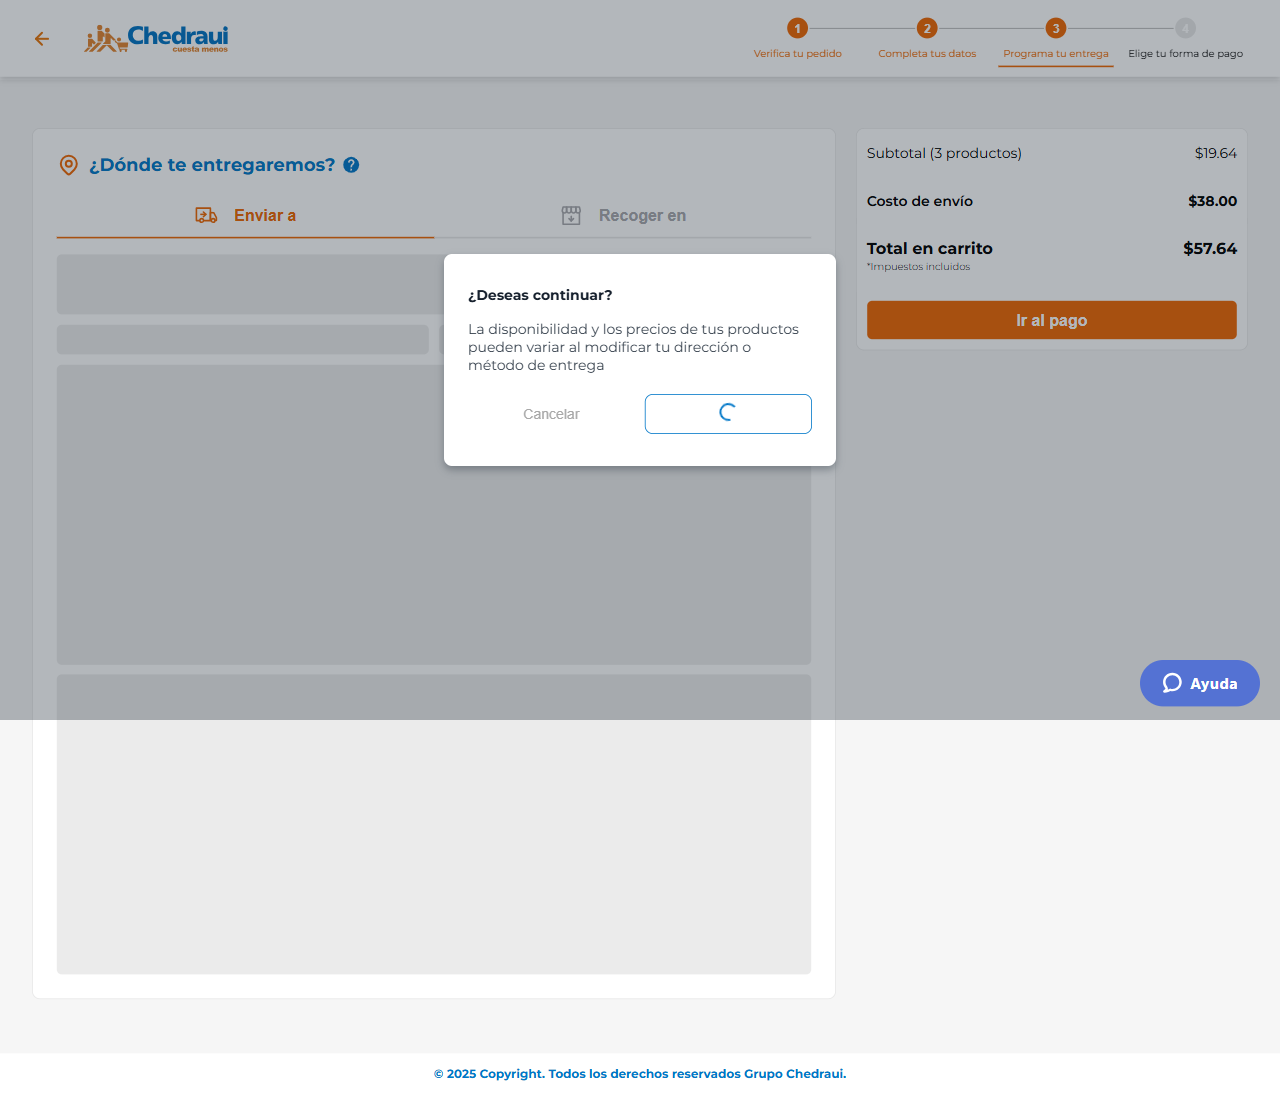 Chedraui
cuesta menos
1
2
3
4
Verifica tu pedido
Completa tus datos
Programa tu entrega
Elige tu forma de pago
¿Dónde te entregaremos? ?
Enviar a
Recoger en
Subtotal (3 productos) $19.64
Costo de envío $38.00
Total en carrito $57.64
*Impuestos incluidos
Ir al pago
¿Deseas continuar?
La disponibilidad y los precios de tus productos
pueden variar al modificar tu dirección o
método de entrega
Cancelar
Ayuda
© 2025 Copyright. Todos los derechos reservados Grupo Chedraui.